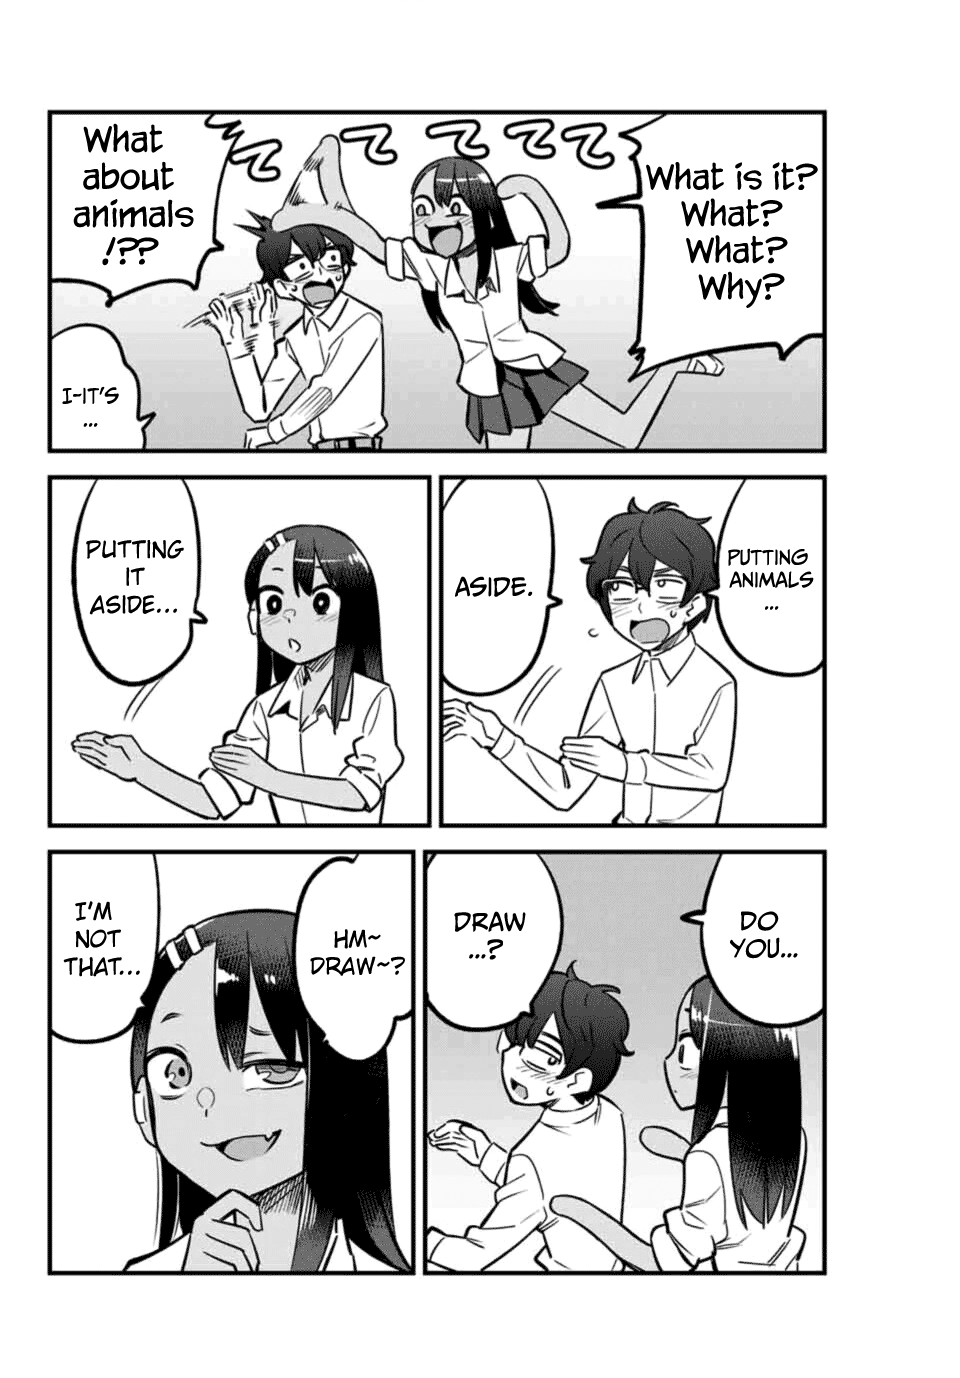 What is it?
What?
What?
Why?
What
about
animals
!??
I-IT'S
...
PUTTING
ANIMALS
...
ASIDE.
PUTTING
IT
ASIDE...
DO
YOU...
DRAW
...?
HM~
DRAW~?
I'M
NOT
THAT...